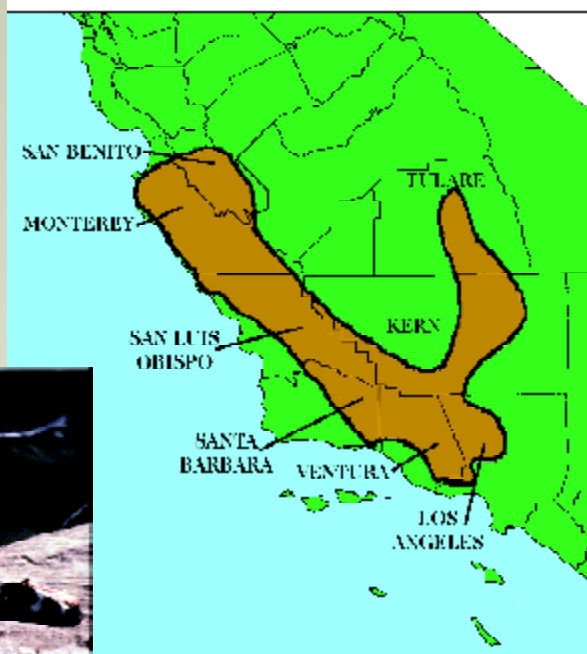 SAN BENITO
TULARE
MONTEREY
KERN
SAN LUIS
OBISPO
SANTA
BARBARA
VENTURA
LOS
ANGELES